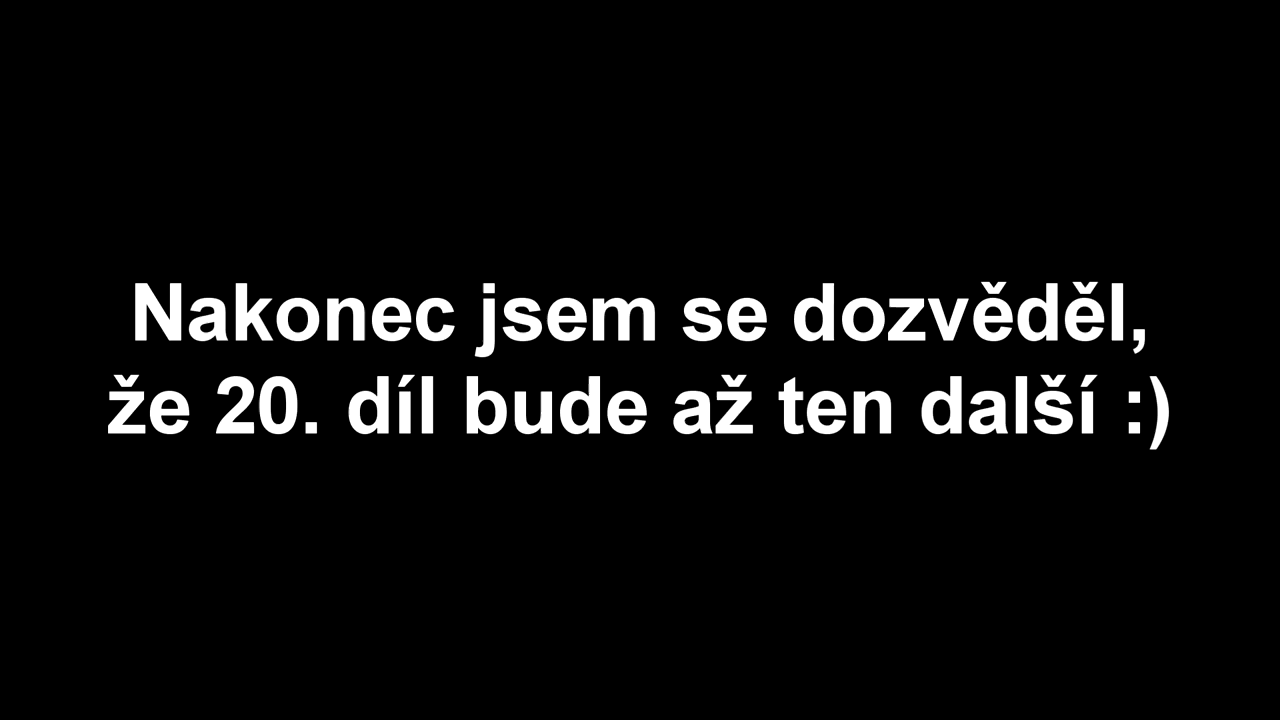 Nakonec jsem se dozvěděl,
že 20. díl bude až ten další :)